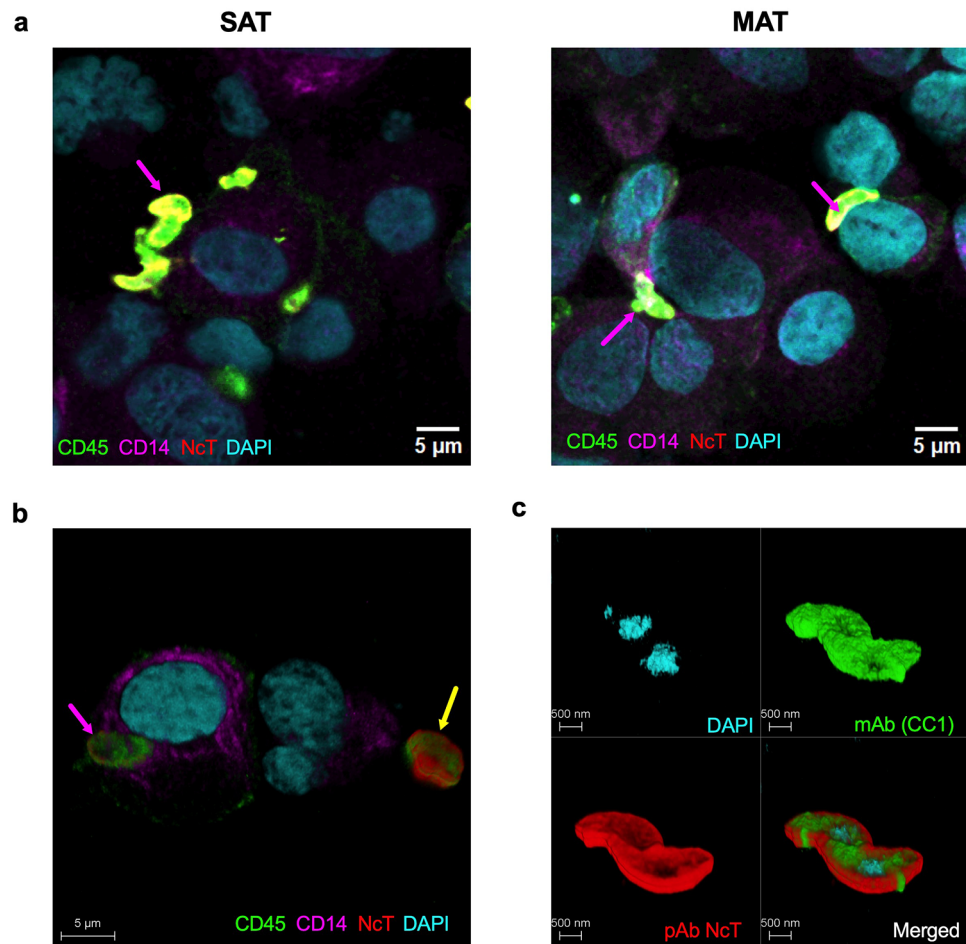 a
SAT
MAT
CD45 CD14 NcT DAPI
5 µm
CD45 CD14 NcT DAPI
5 µm
b
c
5 µm
CD45 CD14 NcT DAPI
500 nm
DAPI
500 nm
mAb (CC1)
500 nm
pAb NcT
500 nm
Merged